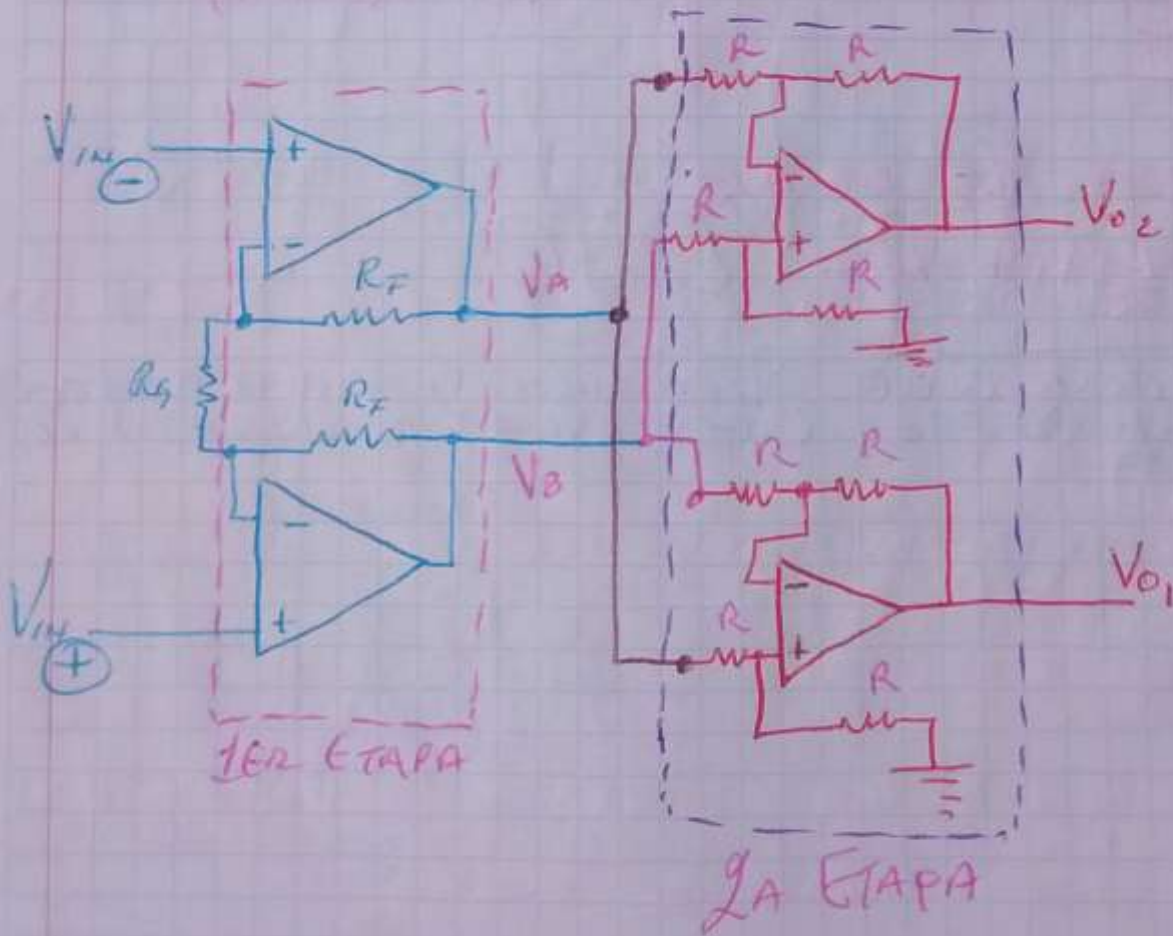 R R
VIN
-
+
-
RF
VA
R
-
+
VO2
R
RG
RF
VB
R R
-
+
VIN
+
-
+
VO1
R
R
1ER ETAPA
2A ETAPA